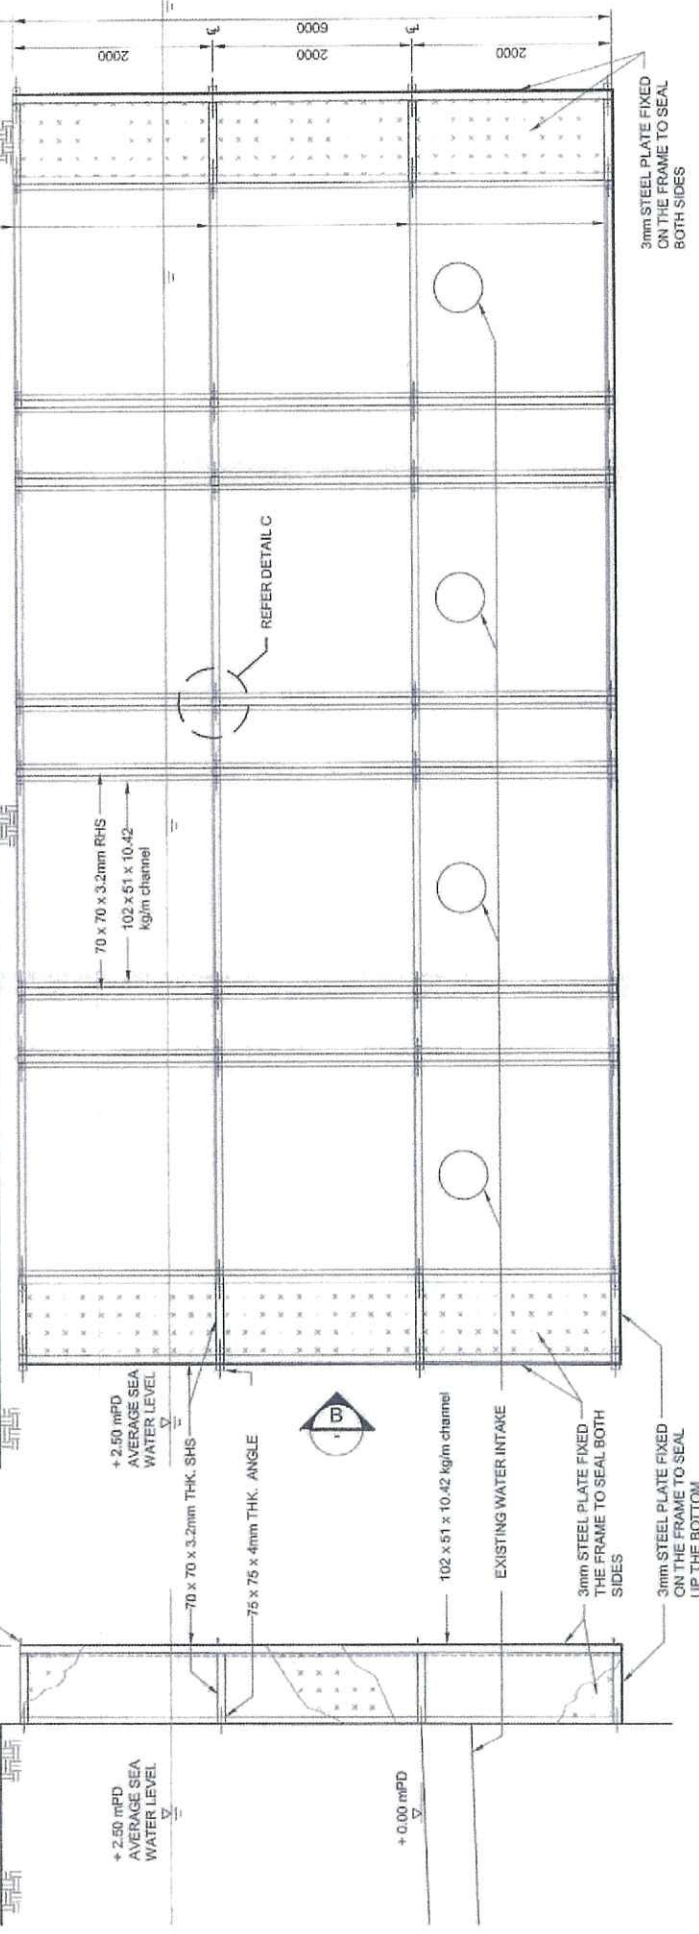 2000
2000
2000
6000
3mm STEEL PLATE FIXED
ON THE FRAME TO SEAL
BOTH SIDES
REFER DETAIL C
70 x 70 x 3.2mm RHS
102 x 51 x 10.42
kg/m channel
+ 2.50 mPD
AVERAGE SEA
WATER LEVEL
70 x 70 x 3.2mm THK. SHS
75 x 75 x 4mm THK. ANGLE
B
-
102 x 51 x 10.42 kg/m channel
EXISTING WATER INTAKE
3mm STEEL PLATE FIXED
THE FRAME TO SEAL BOTH
SIDES
3mm STEEL PLATE FIXED
ON THE FRAME TO SEAL
UP THE BOTTOM
+ 2.50 mPD
AVERAGE SEA
WATER LEVEL
+ 0.00 mPD